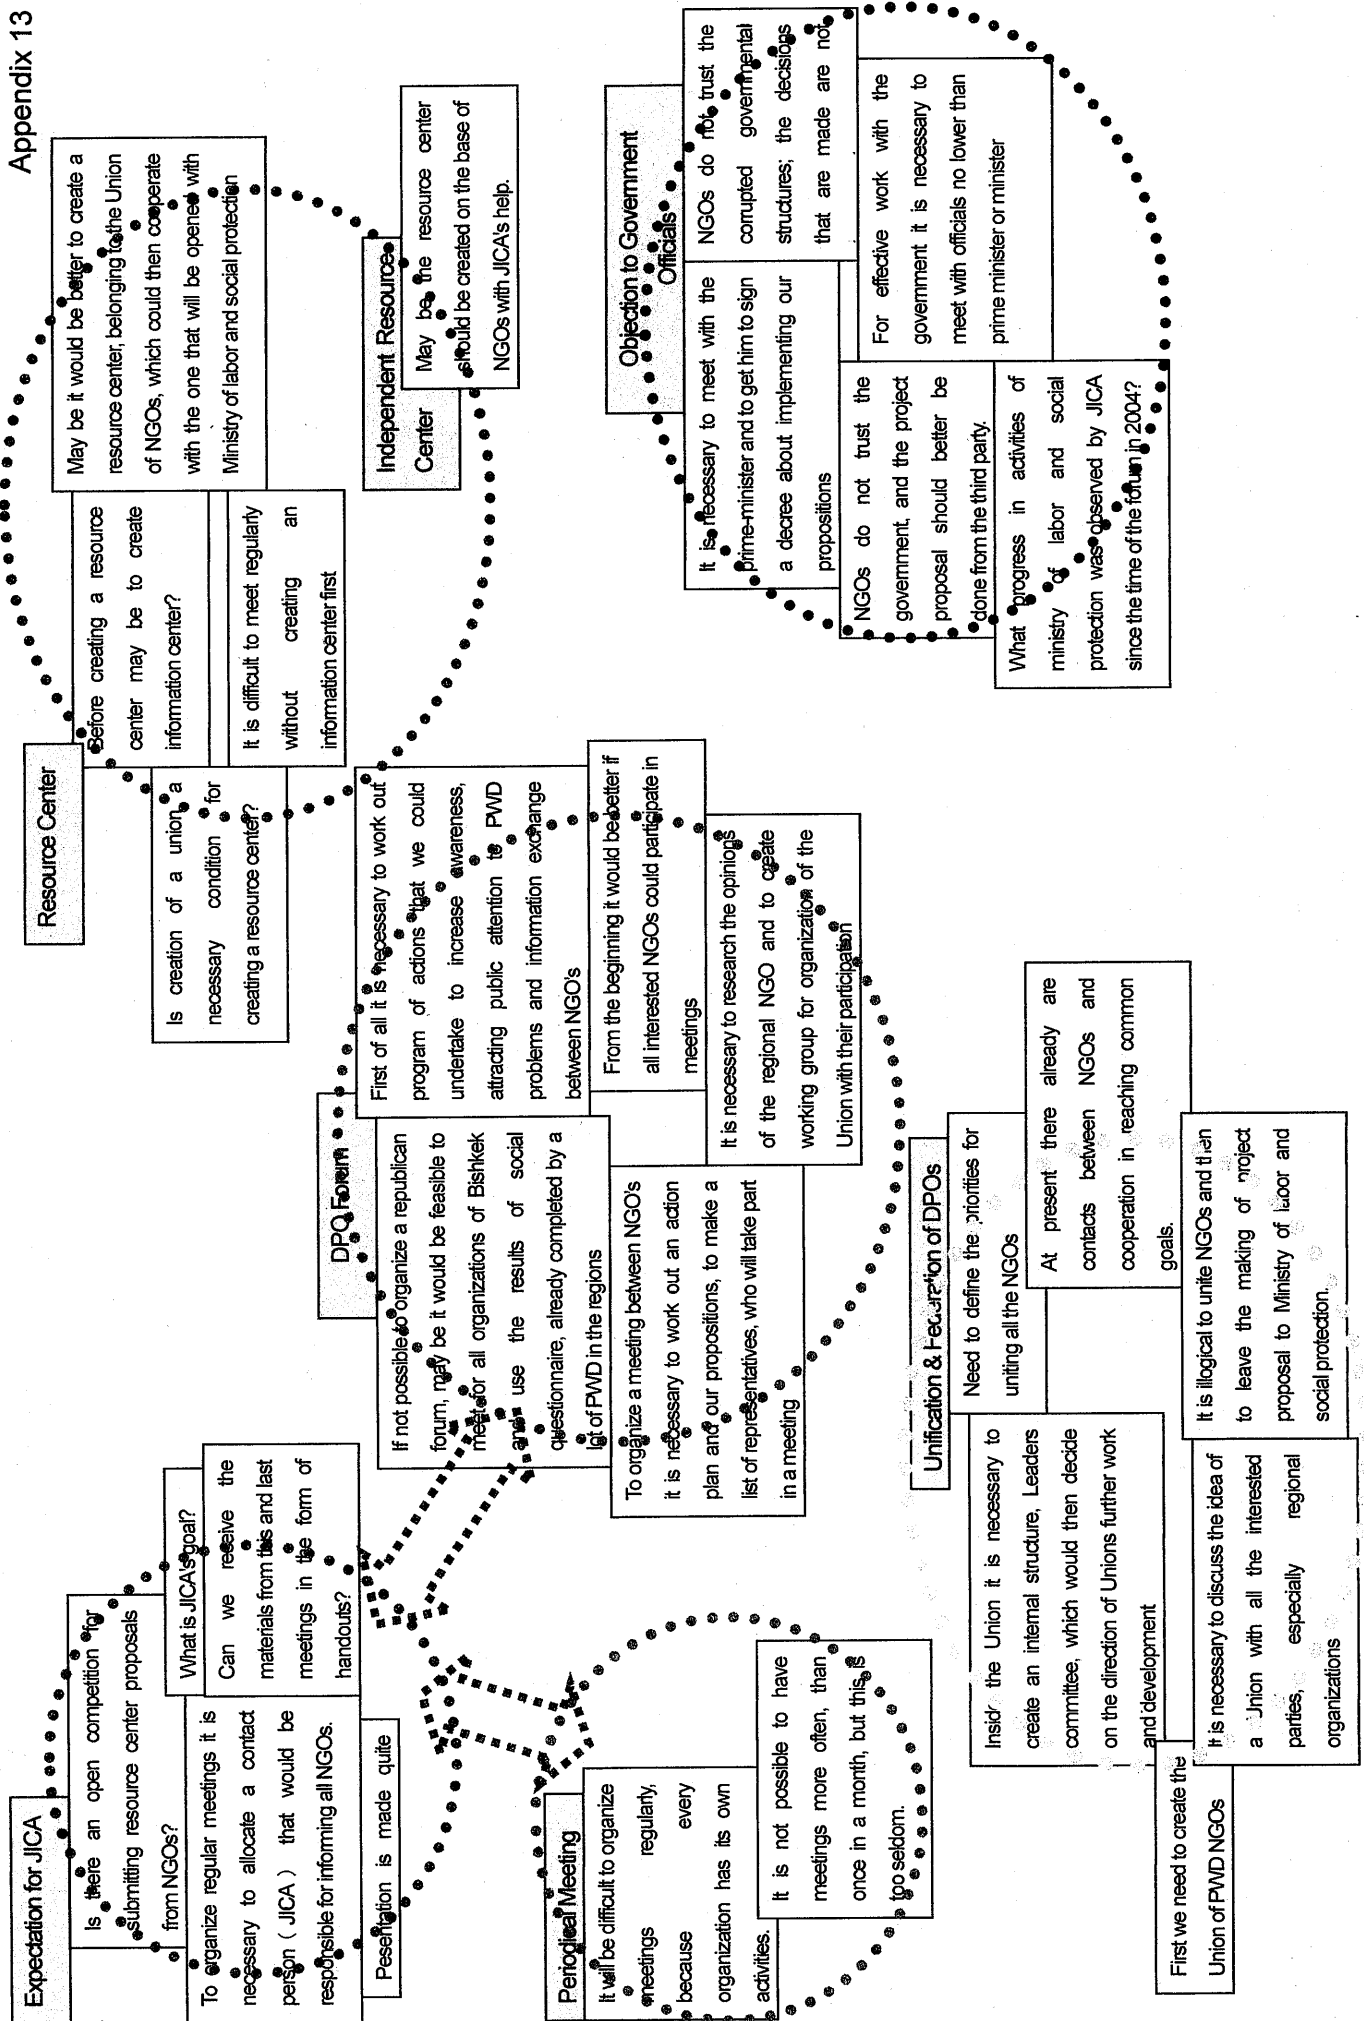 Appendix 13
Expectation for JICA
Is there an open competition for
submitting resource center proposals
from NGOs?
To organize regular meetings it is
necessary to allocate a contact
person ( JICA ) that would be
responsible for informing all NGOs.
What is JICA's goal?
Can we receive the
materials from this and last
meetings in the form of
handouts?
Pesentation is made quite
Resource Center
Is creation of a union a
necessary condition for
creating a resource center?
Before creating a resource
center may be to create
information center?
It is difficult to meet regularly
without creating an
information center first
May be it would be better to create a
resource center, belonging to the Union
of NGOs, which could then cooperate
with the one that will be opened with
Ministry of labor and social protection
Independent Resources
Center
May be the resource center
should be created on the base of
NGOs with JICA's help.
DPO Forum
If not possible to organize a republican
forum, may be it would be feasible to
meet for all organizations of Bishkek
and use the results of social
questionnaire, already completed by a
lot of PWD in the regions
First of all it is necessary to work out
program of actions that we could
undertake to increase awareness,
attracting public attention to PWD
problems and information exchange
between NGO's
From the beginning it would be better if
all interested NGOs could participate in
meetings
To organize a meeting between NGO's
it is necessary to work out an action
plan and our propositions, to make a
list of representatives, who will take part
in a meeting
It is necessary to research the opinions
of the regional NGO and to create
working group for organization of the
Union with their participation
Periodical Meeting
It will be difficult to organize
meetings regularly,
because every
organization has its own
activities.
It is not possible to have
meetings more often, than
once in a month, but this is
too seldom.
Objection to Government
Officials
It is necessary to meet with the
prime-minister and to get him to sign
a decree about implementing our
propositions
NGOs do not trust the
corrupted governmental
structures; the decisions
that are made are not
NGOs do not trust the
government, and the project
proposal should better be
done from the third party.
For effective work with the
government it is necessary to
meet with officials no lower than
prime minister or minister
What progress in activities of
ministry of labor and social
protection was observed by JICA
since the time of the forum in 2004?
Unification & Federation of DPOs
Need to define the priorities for
uniting all the NGOs
Inside the Union it is necessary to
create an internal structure, Leaders
committee, which would then decide
on the direction of Unions further work
and development
At present there already are
contacts between NGOs and
cooperation in reaching common
goals.
First we need to create the
Union of PWD NGOs
It is necessary to discuss the idea of
a Union with all the interested
parties, especially regional
organizations
It is illogical to unite NGOs and then
to leave the making of project
proposal to Ministry of labor and
social protection.